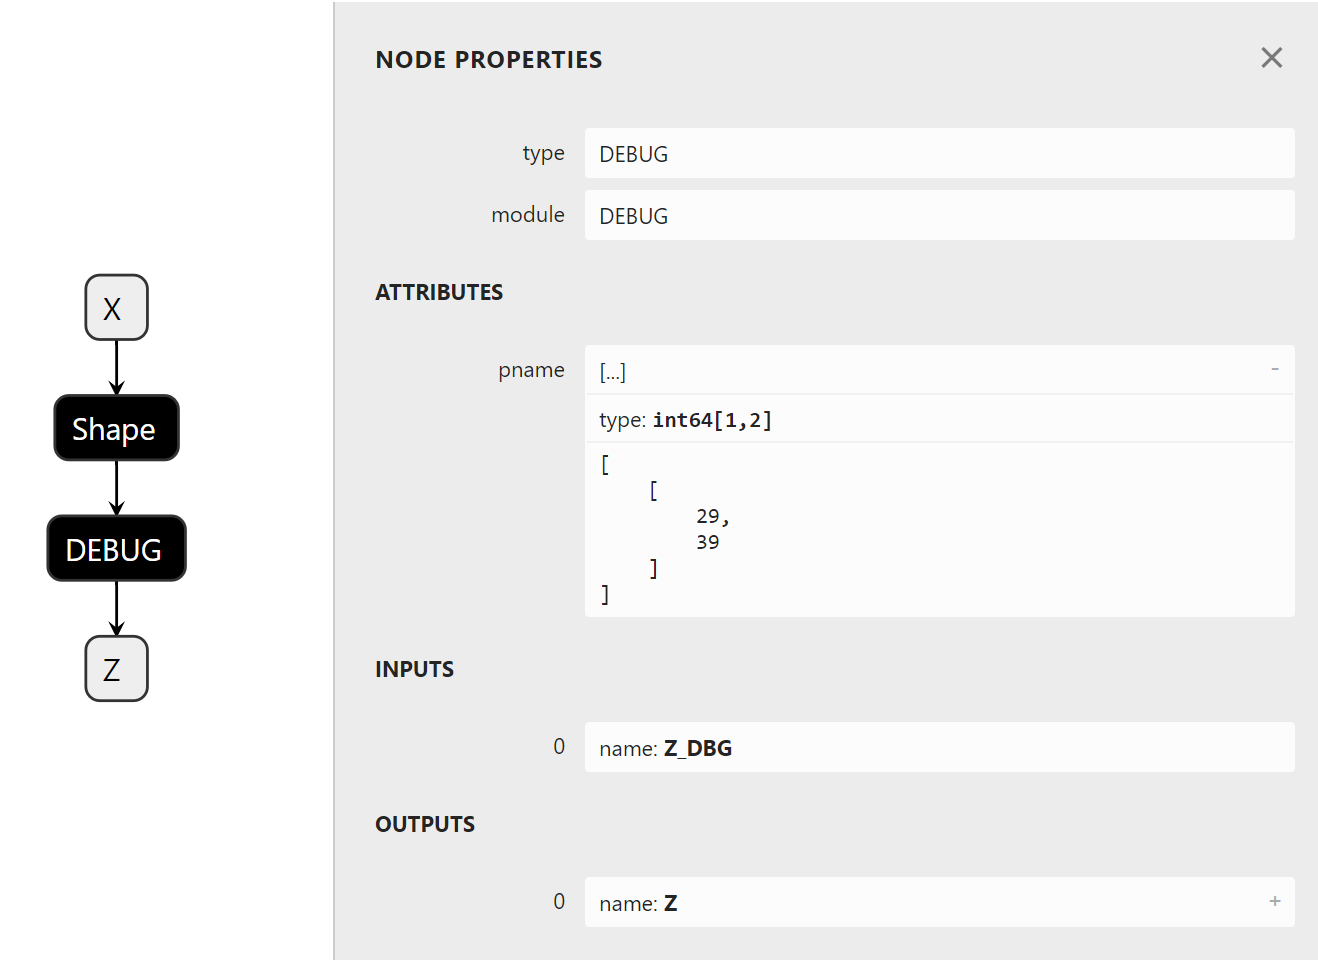 X
Shape
DEBUG
Z
NODE PROPERTIES
type DEBUG
module DEBUG
ATTRIBUTES
pname [...] -
type: int64[1,2]
[
[
29,
39
]
]
INPUTS
0 name: Z_DBG
OUTPUTS
0 name: Z +